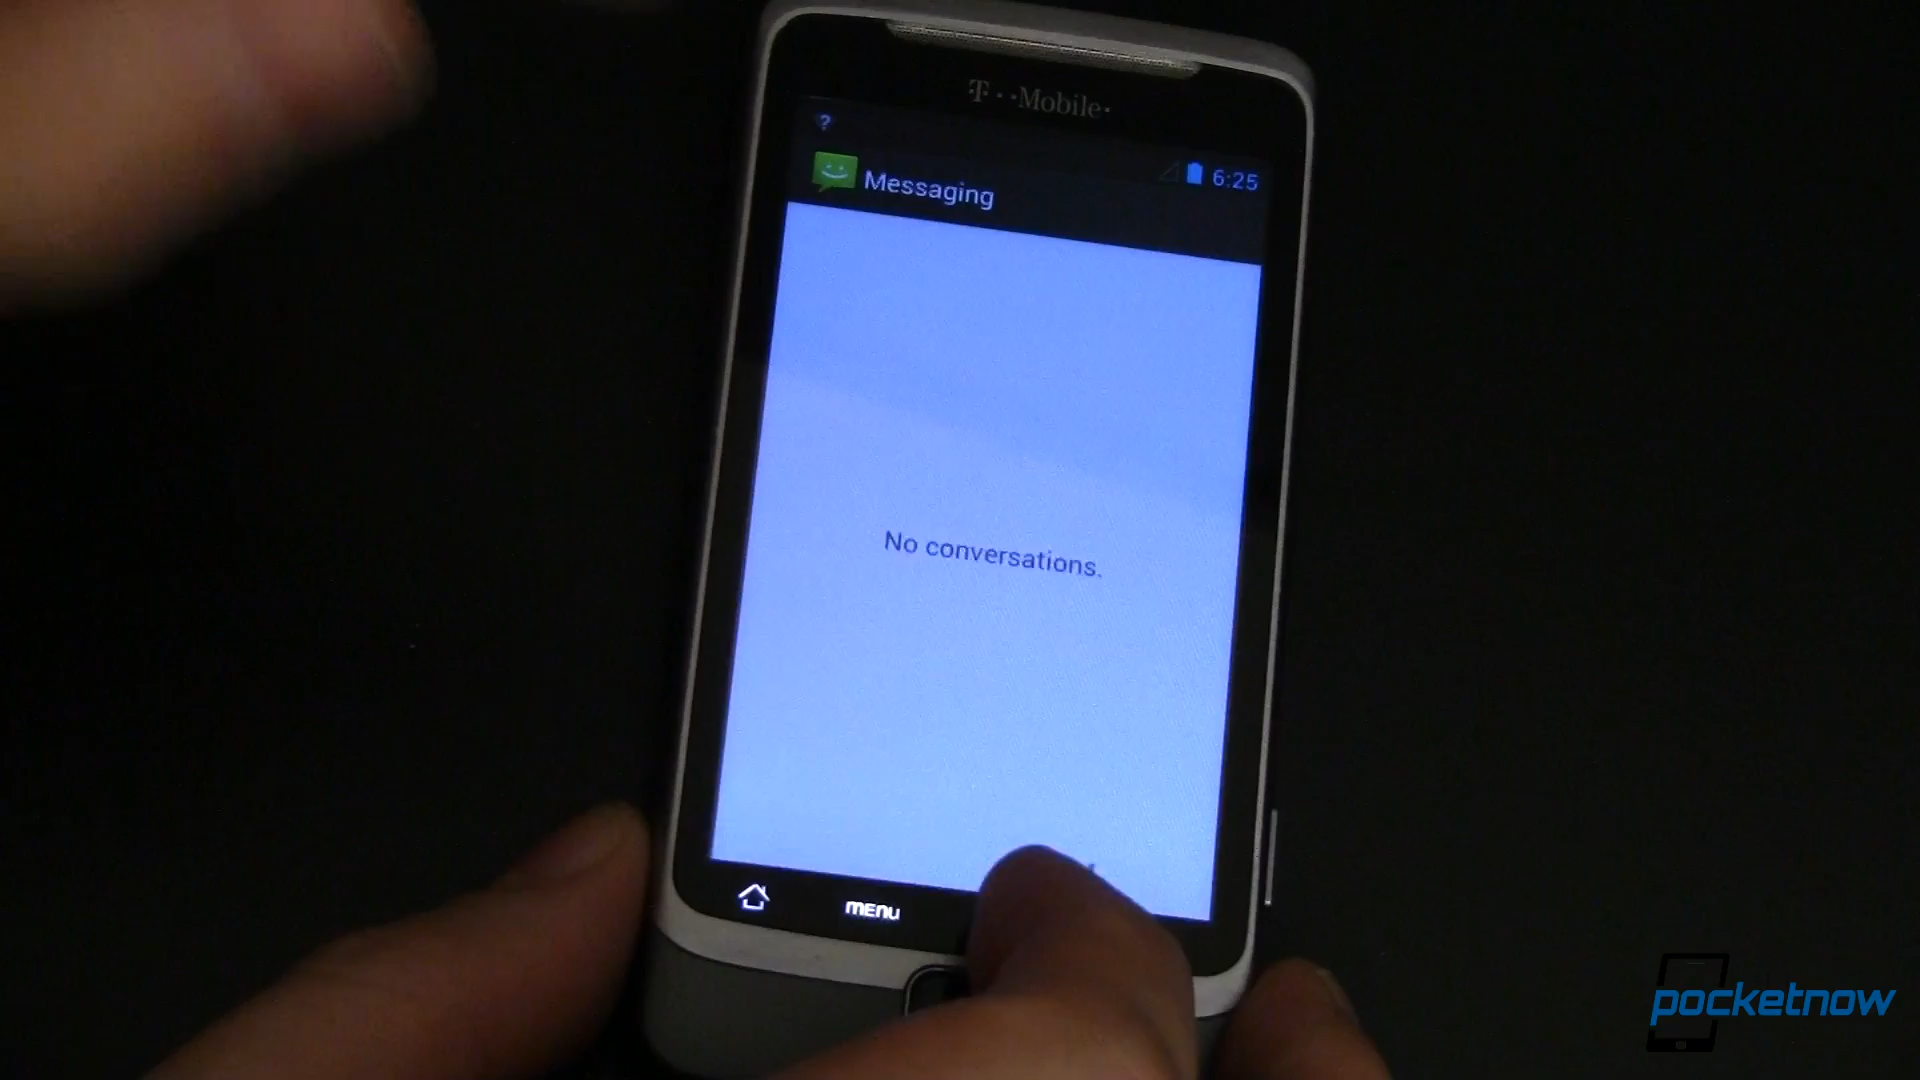 T··Mobile·
?
6:25
Messaging
No conversations.
MENU
pocketnow